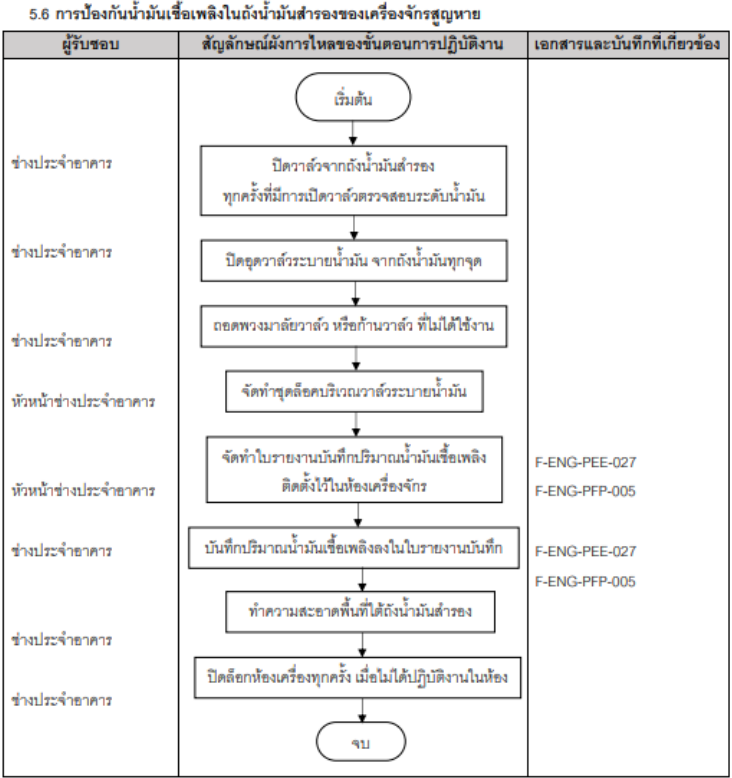 5.6 การป้องกันน้ำมันเชื้อเพลิงในถังน้ำมันสำรองของเครื่องจักรสูญหาย
ผู้รับชอบ
สัญลักษณ์ผังการไหลของขั้นตอนการปฏิบัติงาน
เอกสารและบันทึกที่เกี่ยวข้อง
เริ่มต้น
ช่างประจำอาคาร
ปิดวาล์วจากถังน้ำมันสำรอง
ทุกครั้งที่มีการเปิดวาล์วตรวจสอบระดับน้ำมัน
ช่างประจำอาคาร
ปิดอุดวาล์วระบายน้ำมัน จากถังน้ำมันทุกจุด
ช่างประจำอาคาร
ถอดพวงมาลัยวาล์ว หรือก้านวาล์ว ที่ไม่ได้ใช้งาน
หัวหน้าช่างประจำอาคาร
จัดทำชุดล็อคบริเวณวาล์วระบายน้ำมัน
หัวหน้าช่างประจำอาคาร
จัดทำใบรายงานบันทึกปริมาณน้ำมันเชื้อเพลิง
ติดตั้งไว้ในห้องเครื่องจักร
F-ENG-PEE-027
F-ENG-PFP-005
ช่างประจำอาคาร
บันทึกปริมาณน้ำมันเชื้อเพลิงลงในใบรายงานบันทึก
F-ENG-PEE-027
F-ENG-PFP-005
ช่างประจำอาคาร
ทำความสะอาดพื้นที่ใต้ถังน้ำมันสำรอง
ช่างประจำอาคาร
ปิดล็อกห้องเครื่องทุกครั้ง เมื่อไม่ได้ปฏิบัติงานในห้อง
จบ